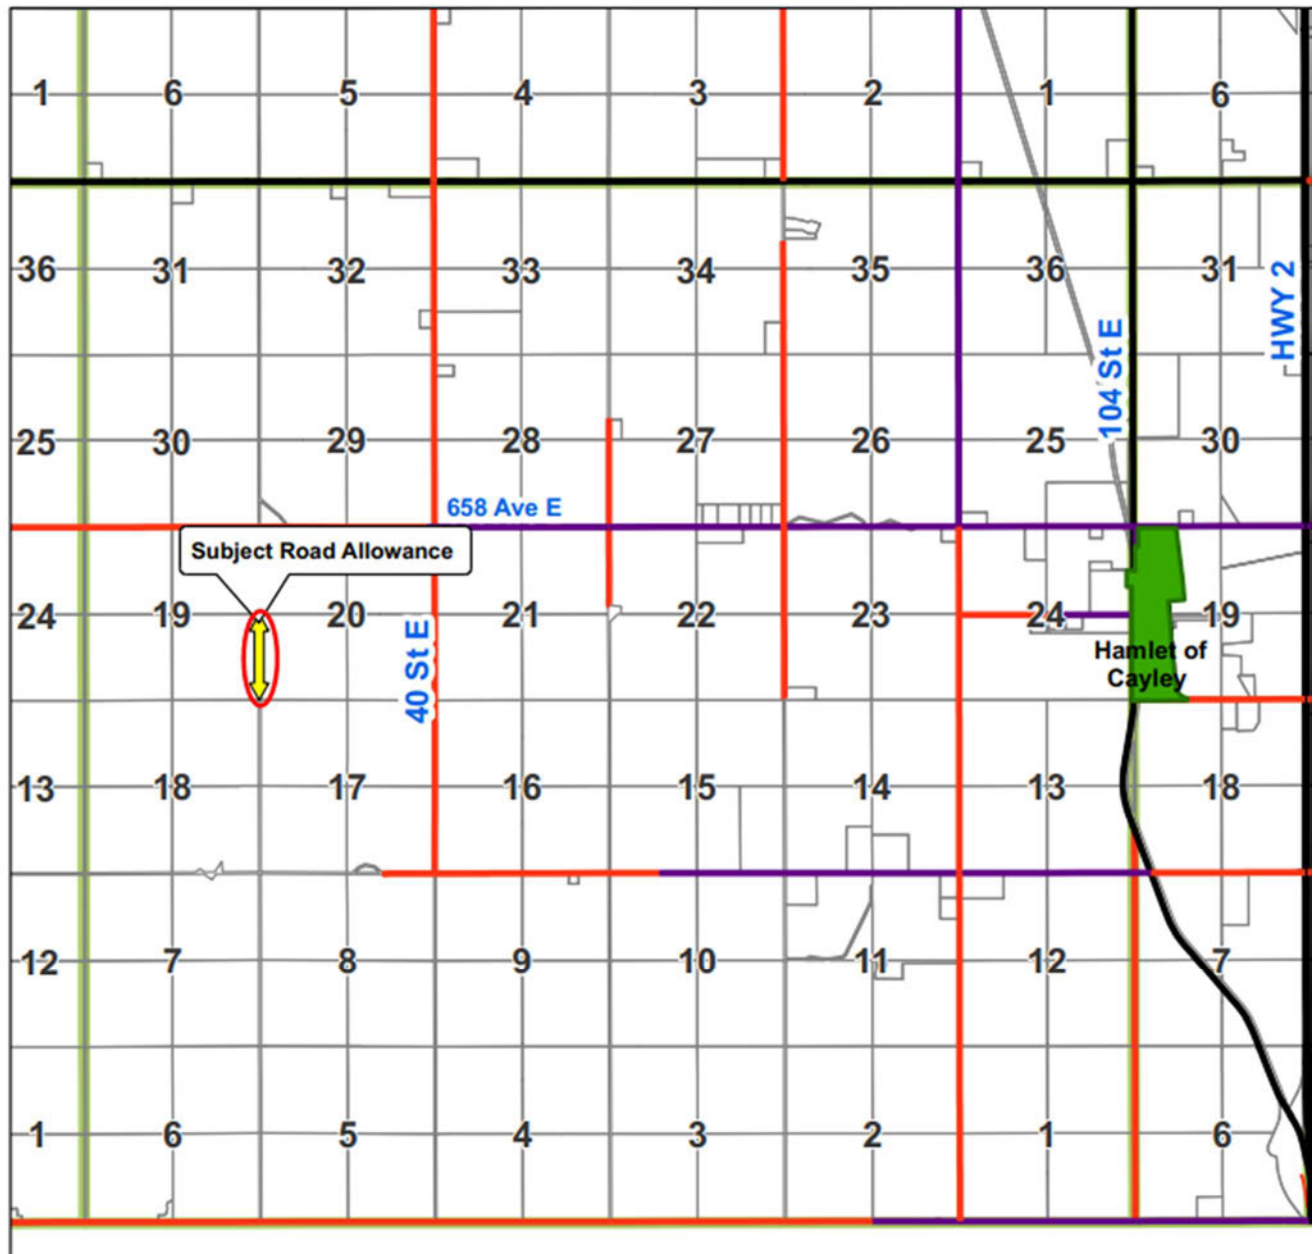 1 6 5 4 3 2 1 6
36 31 32 33 34 35 36 31
HWY 2
104 St E
25 30 29 28 27 26 25 30
658 Ave E
Subject Road Allowance
24 19 20 21 22 23 24 19
40 St E
Hamlet of
Cayley
13 18 17 16 15 14 13 18
12 7 8 9 10 11 12 7
1 6 5 4 3 2 1 6